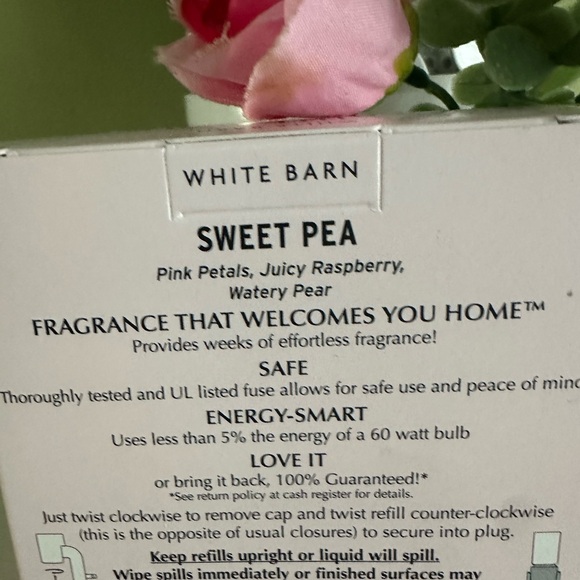 WHITE BARN
SWEET PEA
Pink Petals, Juicy Raspberry,
Watery Pear
FRAGRANCE THAT WELCOMES YOU HOME™
Provides weeks of effortless fragrance!
SAFE
Thoroughly tested and UL listed fuse allows for safe use and peace of mind
ENERGY-SMART
Uses less than 5% the energy of a 60 watt bulb
LOVE IT
or bring it back, 100% Guaranteed!*
*See return policy at cash register for details.
Just twist clockwise to remove cap and twist refill counter-clockwise
(this is the opposite of usual closures) to secure into plug.
Keep refills upright or liquid will spill.
Wipe spills immediately or finished surfaces may